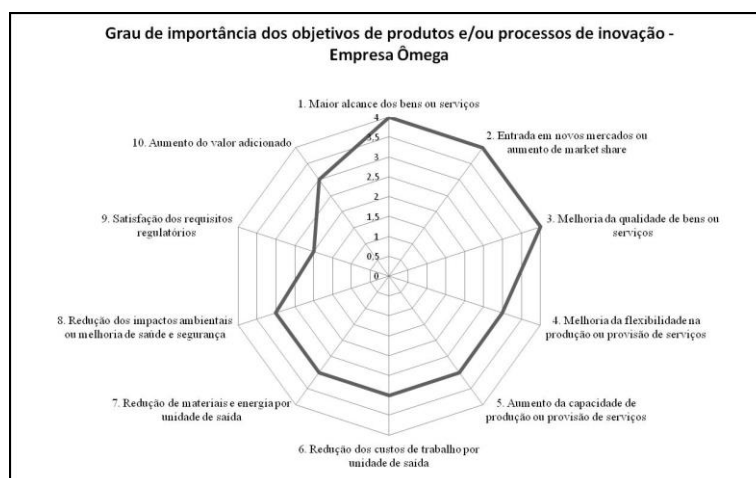 Grau de importância dos objetivos de produtos e/ou processos de inovação -
Empresa Ômega
1. Maior alcance dos bens ou serviços
4
3,5
3
2,5
2
1,5
1
0,5
0
2. Entrada em novos mercados ou
aumento de market share
3. Melhoria da qualidade de bens ou
serviços
4. Melhoria da flexibilidade na
produção ou provisão de serviços
5. Aumento da capacidade de
produção ou provisão de serviços
6. Redução dos custos de trabalho por
unidade de saída
7. Redução de materiais e energia por
unidade de saída
8. Redução dos impactos ambientais
ou melhoria de saúde e segurança
9. Satisfação dos requisitos
regulatórios
10. Aumento do valor adicionado